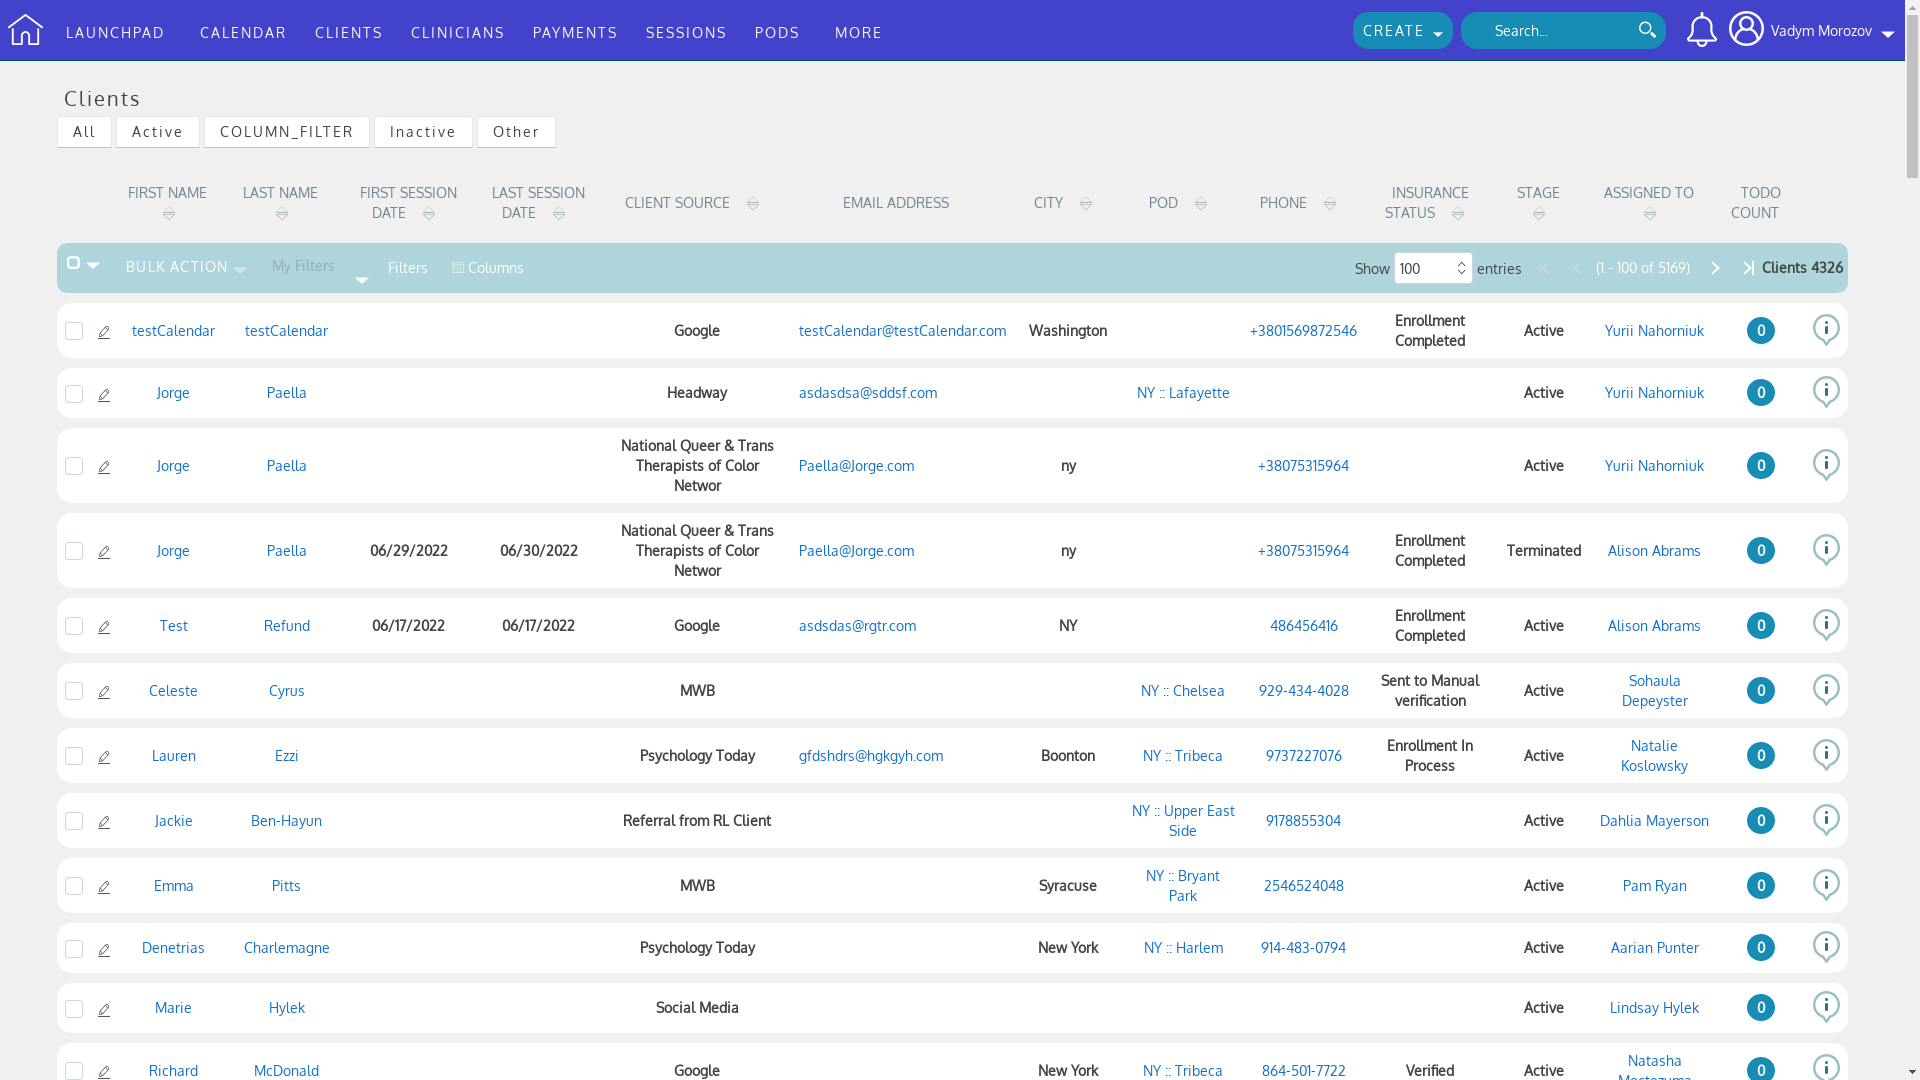 LAUNCHPAD CALENDAR CLIENTS CLINICIANS PAYMENTS SESSIONS PODS MORE CREATE Search... Vadym Morozov
Clients
All Active COLUMN_FILTER Inactive Other
FIRST NAME LAST NAME FIRST SESSION DATE LAST SESSION DATE CLIENT SOURCE EMAIL ADDRESS CITY POD PHONE INSURANCE STATUS STAGE ASSIGNED TO TODO COUNT
BULK ACTION My Filters Filters Columns Show 100 entries (1 - 100 of 5169) Clients 4326
testCalendar testCalendar Google testCalendar@testCalendar.com Washington +3801569872546 Enrollment Completed Active Yurii Nahorniuk 0
Jorge Paella Headway asdasdsa@sddsf.com NY :: Lafayette Active Yurii Nahorniuk 0
Jorge Paella National Queer & Trans Therapists of Color Networ Paella@Jorge.com ny +38075315964 Active Yurii Nahorniuk 0
Jorge Paella 06/29/2022 06/30/2022 National Queer & Trans Therapists of Color Networ Paella@Jorge.com ny +38075315964 Enrollment Completed Terminated Alison Abrams 0
Test Refund 06/17/2022 06/17/2022 Google asdsdas@rgtr.com NY 486456416 Enrollment Completed Active Alison Abrams 0
Celeste Cyrus MWB NY :: Chelsea 929-434-4028 Sent to Manual verification Active Sohaula Depeyster 0
Lauren Ezzi Psychology Today gfdshdrs@hgkgyh.com Boonton NY :: Tribeca 9737227076 Enrollment In Process Active Natalie Koslowsky 0
Jackie Ben-Hayun Referral from RL Client NY :: Upper East Side 9178855304 Active Dahlia Mayerson 0
Emma Pitts MWB Syracuse NY :: Bryant Park 2546524048 Active Pam Ryan 0
Denetrias Charlemagne Psychology Today New York NY :: Harlem 914-483-0794 Active Aarian Punter 0
Marie Hylek Social Media Active Lindsay Hylek 0
Richard McDonald Google New York NY :: Tribeca 864-501-7722 Verified Active Natasha 0